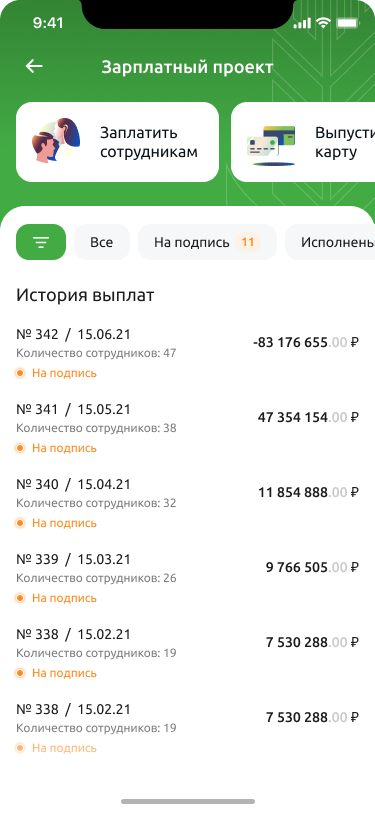 9:41
Зарплатный проект
Заплатить
сотрудникам
Выпусти
карту
Все
На подпись 11
Исполнены
История выплат
№ 342 / 15.06.21
Количество сотрудников: 47
На подпись
-83 176 655.00 ₽
№ 341 / 15.05.21
Количество сотрудников: 38
На подпись
47 354 154.00 ₽
№ 340 / 15.04.21
Количество сотрудников: 32
На подпись
11 854 888.00 ₽
№ 339 / 15.03.21
Количество сотрудников: 26
На подпись
9 766 505.00 ₽
№ 338 / 15.02.21
Количество сотрудников: 19
На подпись
7 530 288.00 ₽
№ 338 / 15.02.21
Количество сотрудников: 19
На подпись
7 530 288.00 ₽